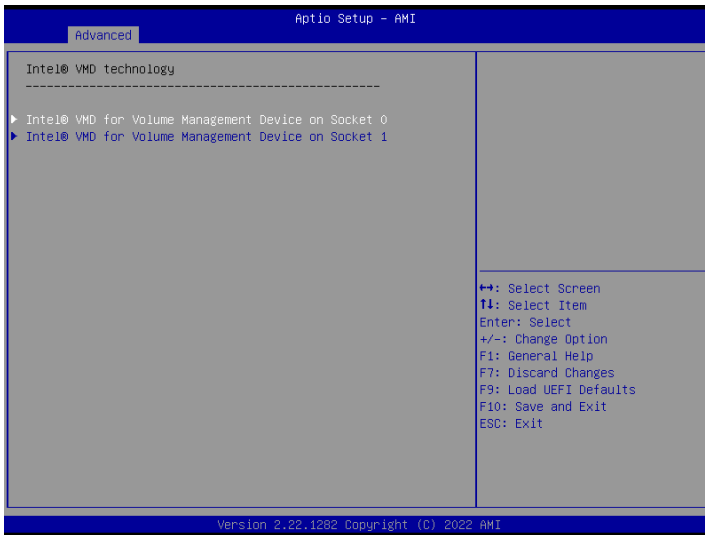 Aptio Setup - AMI
Advanced
Intel® VMD technology
--------------------------------------------------
Intel® VMD for Volume Management Device on Socket 0
Intel® VMD for Volume Management Device on Socket 1
↔: Select Screen
↑↓: Select Item
Enter: Select
+/-: Change Option
F1: General Help
F7: Discard Changes
F9: Load UEFI Defaults
F10: Save and Exit
ESC: Exit
Version 2.22.1282 Copyright (C) 2022 AMI